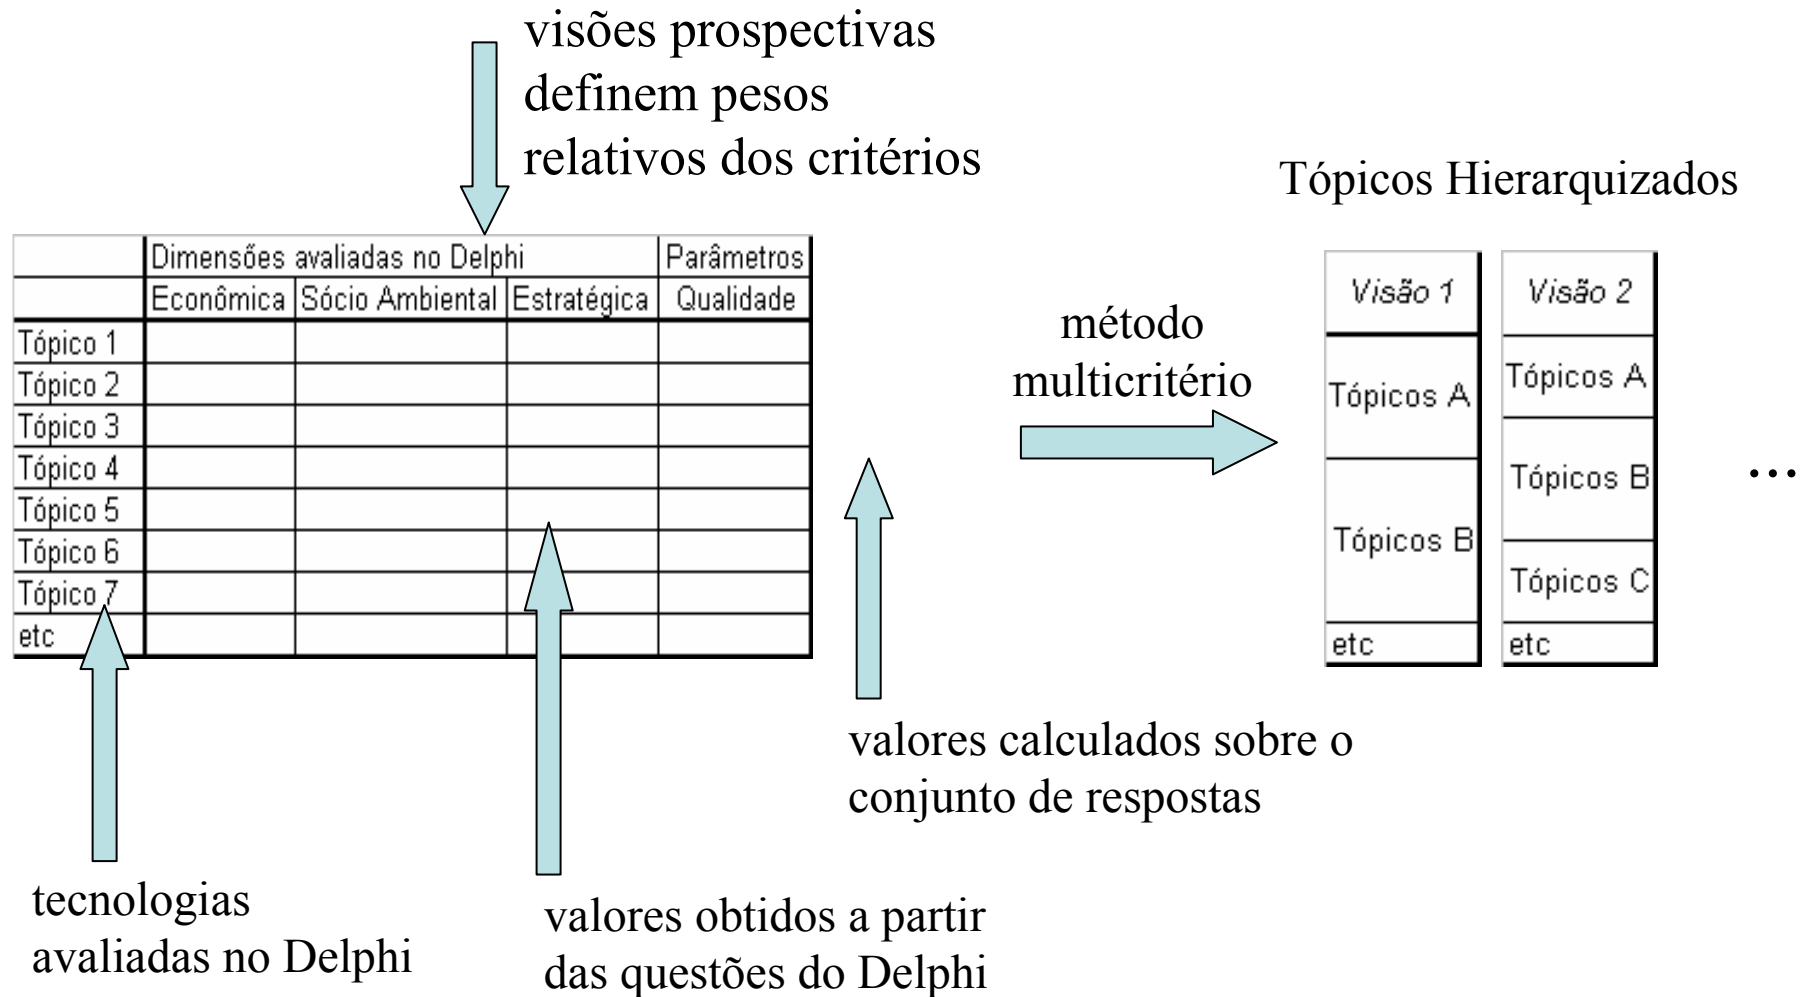 visões prospectivas
definem pesos
relativos dos critérios
Tópicos Hierarquizados
Dimensões avaliadas no Delphi Parâmetros
Econômica Sócio Ambiental Estratégica Qualidade
Tópico 1
Tópico 2
Tópico 3
Tópico 4
Tópico 5
Tópico 6
Tópico 7
etc
método
multicritério
Visão 1
Tópicos A
Tópicos B
etc
Visão 2
Tópicos A
Tópicos B
Tópicos C
etc
...
valores calculados sobre o
conjunto de respostas
tecnologias
avaliadas no Delphi
valores obtidos a partir
das questões do Delphi